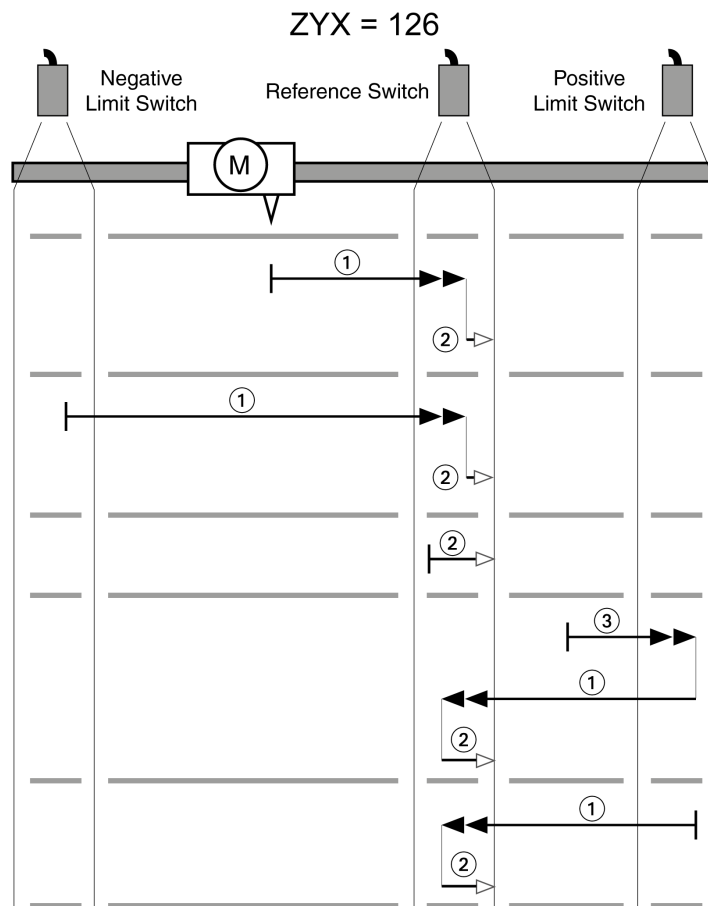 ZYX = 126
Negative
Limit Switch
Reference Switch
Positive
Limit Switch
M
1
2
1
2
2
3
1
2
1
2